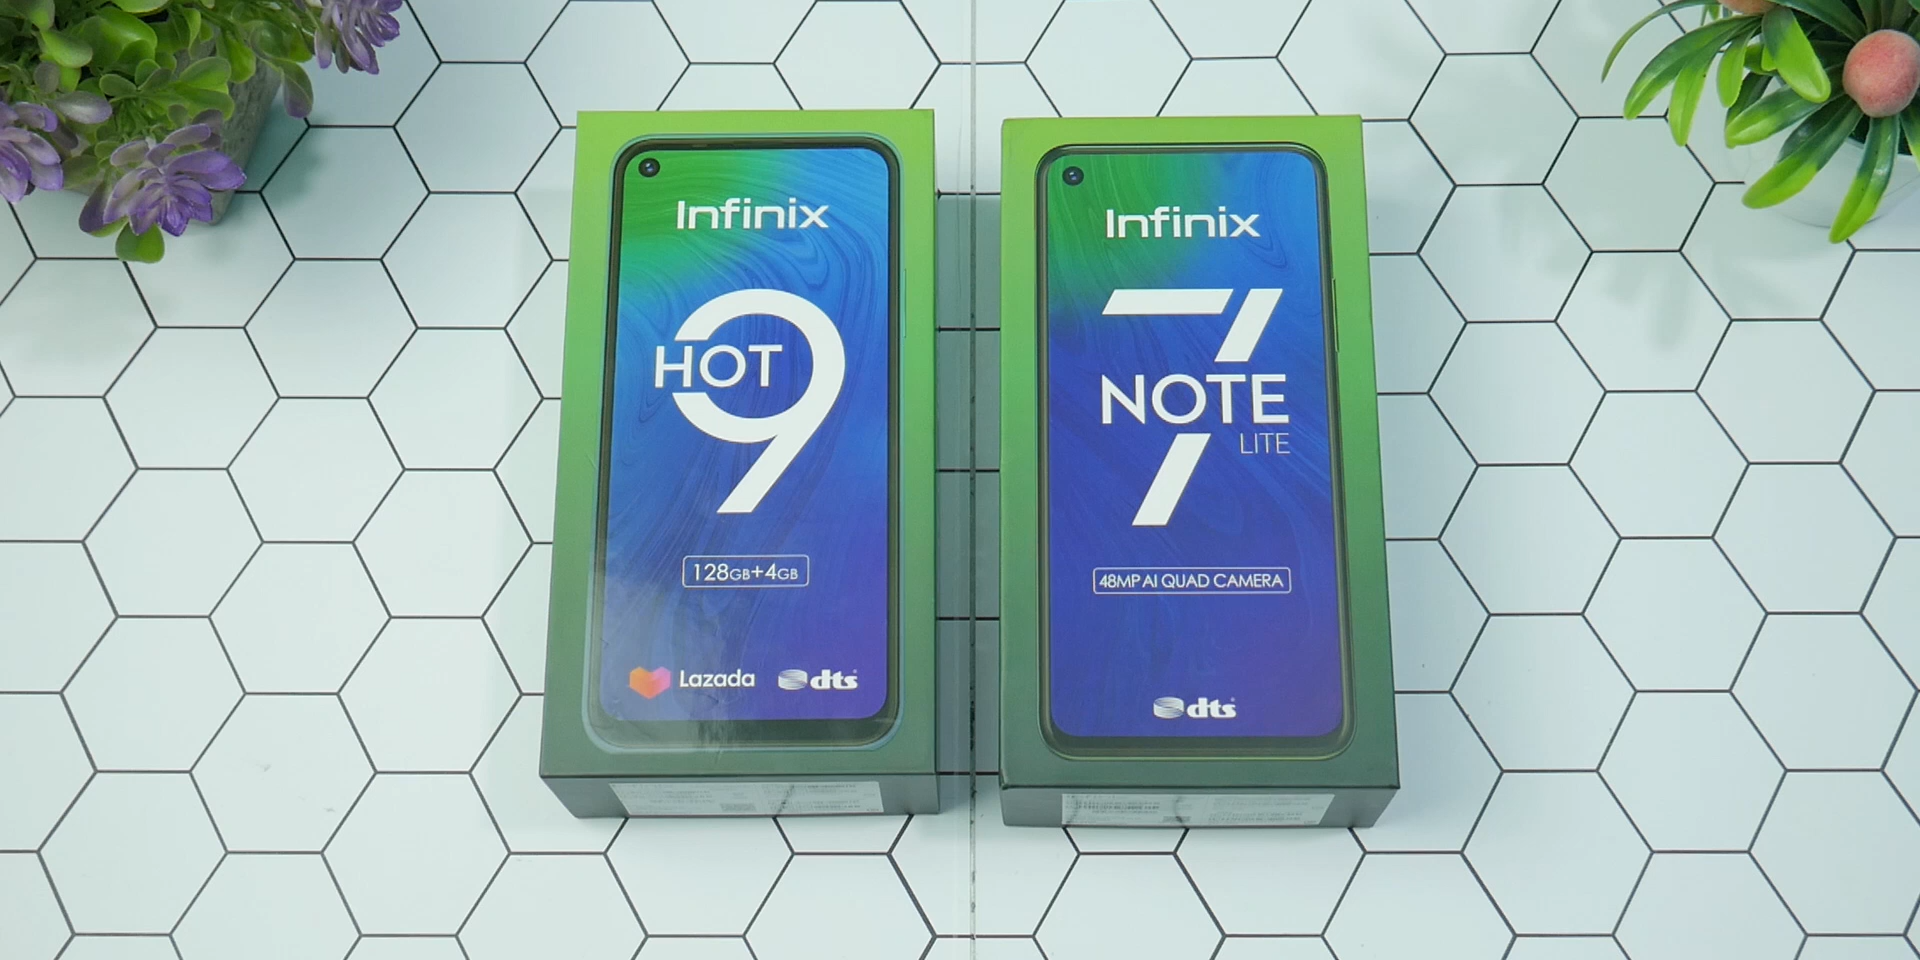 Infinix
HOT 9
128GB+4GB
Lazada dts
Infinix
7
NOTE
LITE
48MP AI QUAD CAMERA
dts